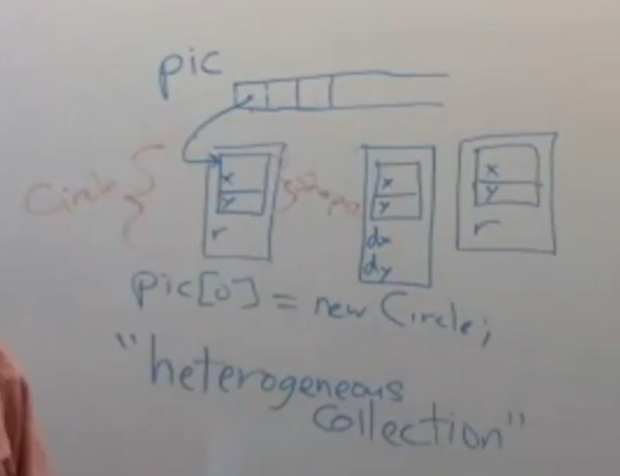 pic
x
y
r
Circle
Shape
x
y
dx
dy
x
y
r
pic[0] = new Circle;
"heterogeneous
collection"